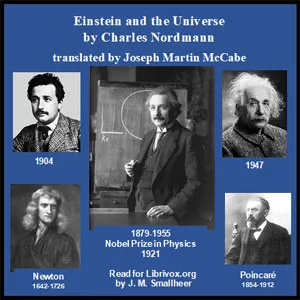 Einstein and the Universe
by Charles Nordmann
translated by Joseph Martin McCabe
1904
1947
1879-1955
Nobel Prize in Physics
1921
Newton
1642-1726
Read for Librivox.org
by J. M. Smallheer
Poincaré
1854-1912